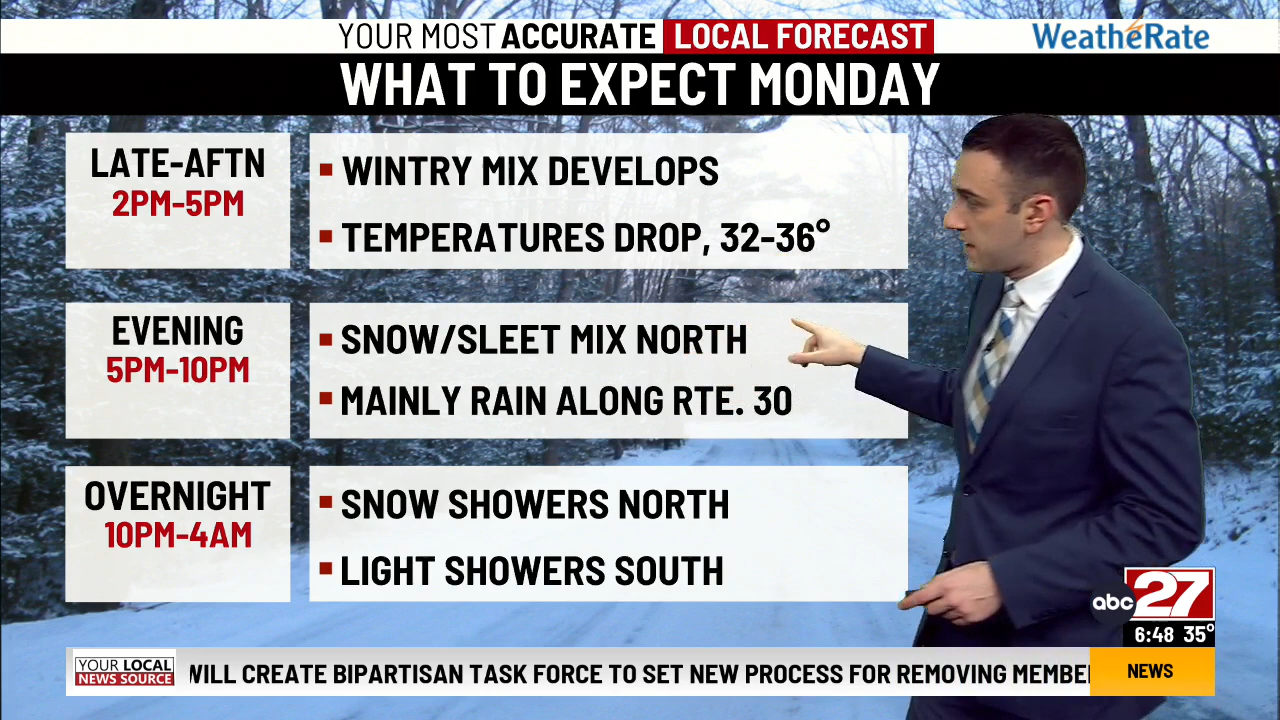 YOUR MOST ACCURATE LOCAL FORECAST
WeatheRate
WHAT TO EXPECT MONDAY
LATE-AFTN
2PM-5PM
▪ WINTRY MIX DEVELOPS
▪ TEMPERATURES DROP, 32-36°
EVENING
5PM-10PM
▪ SNOW/SLEET MIX NORTH
▪ MAINLY RAIN ALONG RTE. 30
OVERNIGHT
10PM-4AM
▪ SNOW SHOWERS NORTH
▪ LIGHT SHOWERS SOUTH
abc 27
6:48 35°
YOUR LOCAL
NEWS SOURCE
WILL CREATE BIPARTISAN TASK FORCE TO SET NEW PROCESS FOR REMOVING MEMBE
NEWS